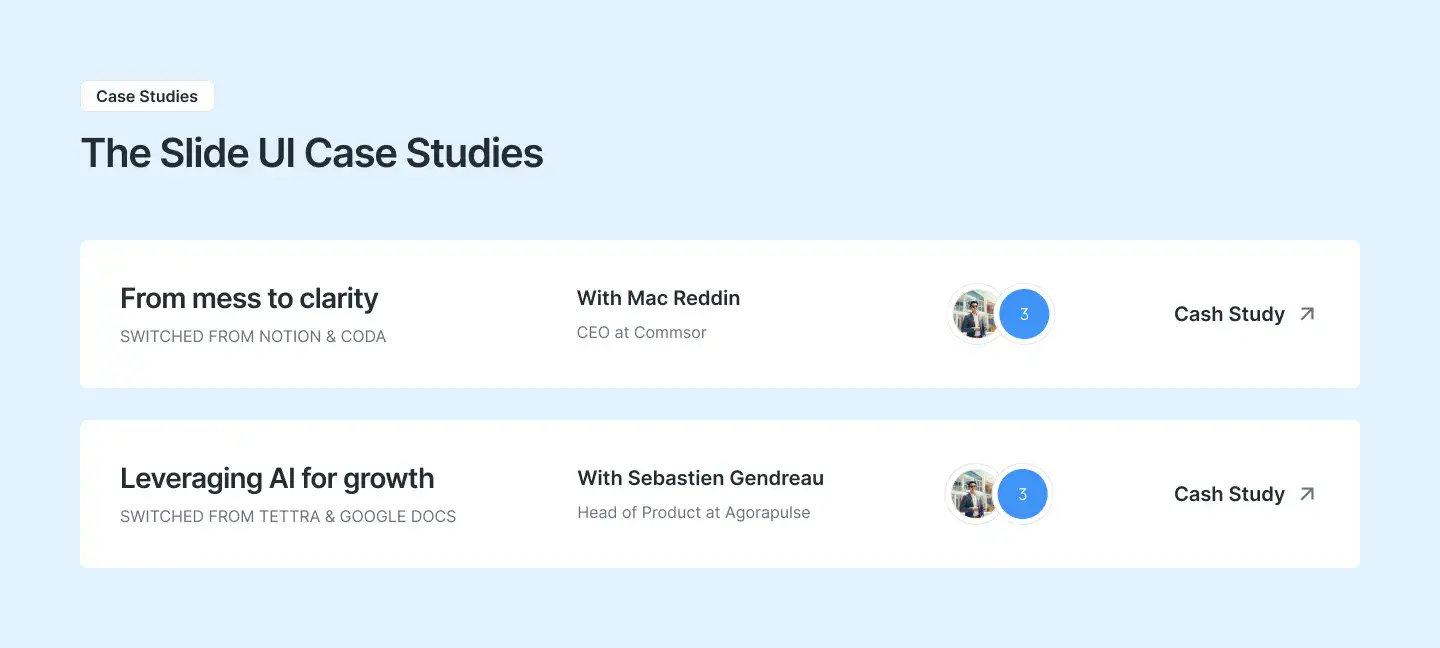 Case Studies
The Slide UI Case Studies
From mess to clarity
SWITCHED FROM NOTION & CODA
With Mac Reddin
CEO at Commsor
3
Cash Study
Leveraging AI for growth
SWITCHED FROM TETTRA & GOOGLE DOCS
With Sebastien Gendreau
Head of Product at Agorapulse
3
Cash Study